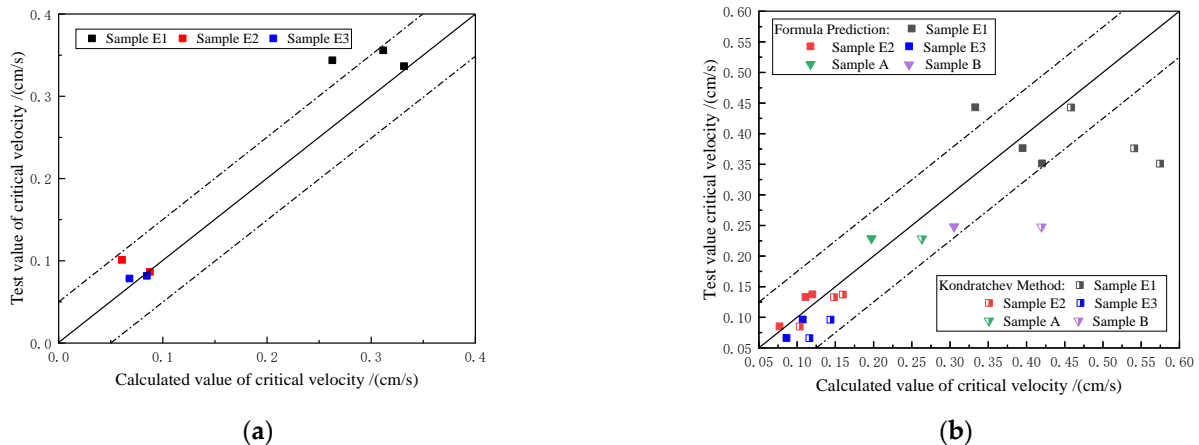 Sample E1 Sample E2 Sample E3
0.4
0.3
0.2
0.1
0.0
0.0 0.1 0.2 0.3 0.4
Test value of critical velocity /(cm/s)
Calculated value of critical velocity /(cm/s)
(a)
Formula Prediction: Sample E1
Sample E2 Sample E3
Sample A Sample B
0.60
0.55
0.50
0.45
0.40
0.35
0.30
0.25
0.20
0.15
0.10
0.05
Kondratchev Method: Sample E1
Sample E2 Sample E3
Sample A Sample B
0.05 0.10 0.15 0.20 0.25 0.30 0.35 0.40 0.45 0.50 0.55 0.60
Test value critical velocity /(cm/s)
Calculated value of critical velocity /(cm/s)
(b)